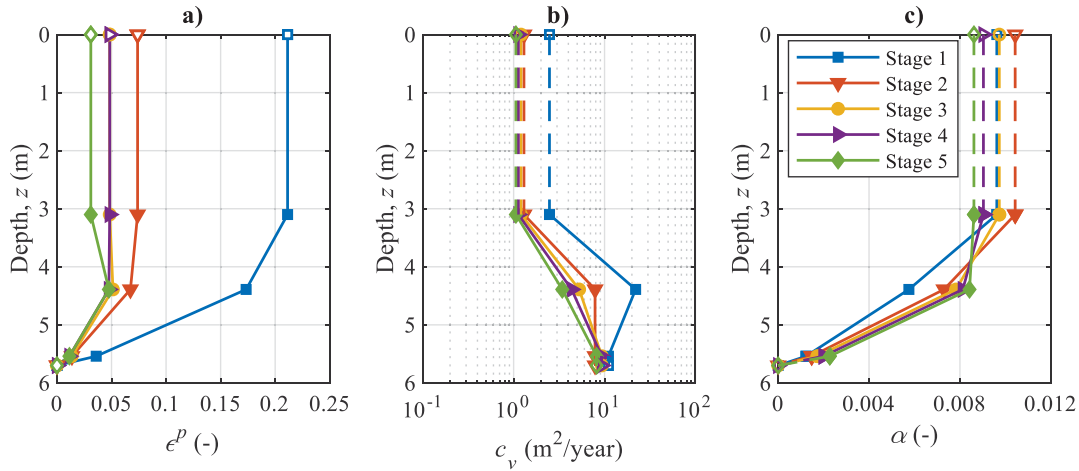 a)
0
1
2
3
4
5
6
Depth, z (m)
0
0.05
0.1
0.15
0.2
0.25
ϵ^p (-)
b)
0
1
2
3
4
5
6
Depth, z (m)
10^-1
10^0
10^1
10^2
c_v (m^2/year)
c)
0
1
2
3
4
5
6
Depth, z (m)
0
0.004
0.008
0.012
α (-)
Stage 1
Stage 2
Stage 3
Stage 4
Stage 5